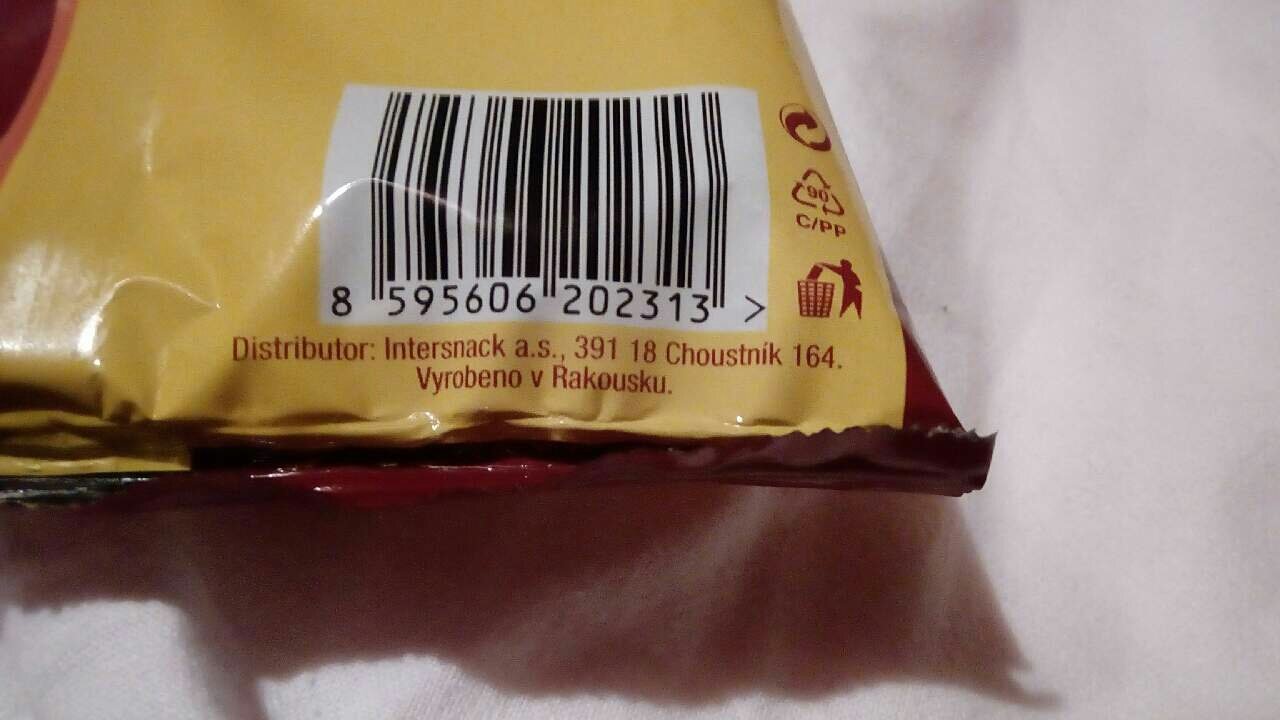 90
C/PP
8 595606 202313 >
Distributor: Intersnack a.s., 391 18 Choustník 164.
Vyrobeno v Rakousku.